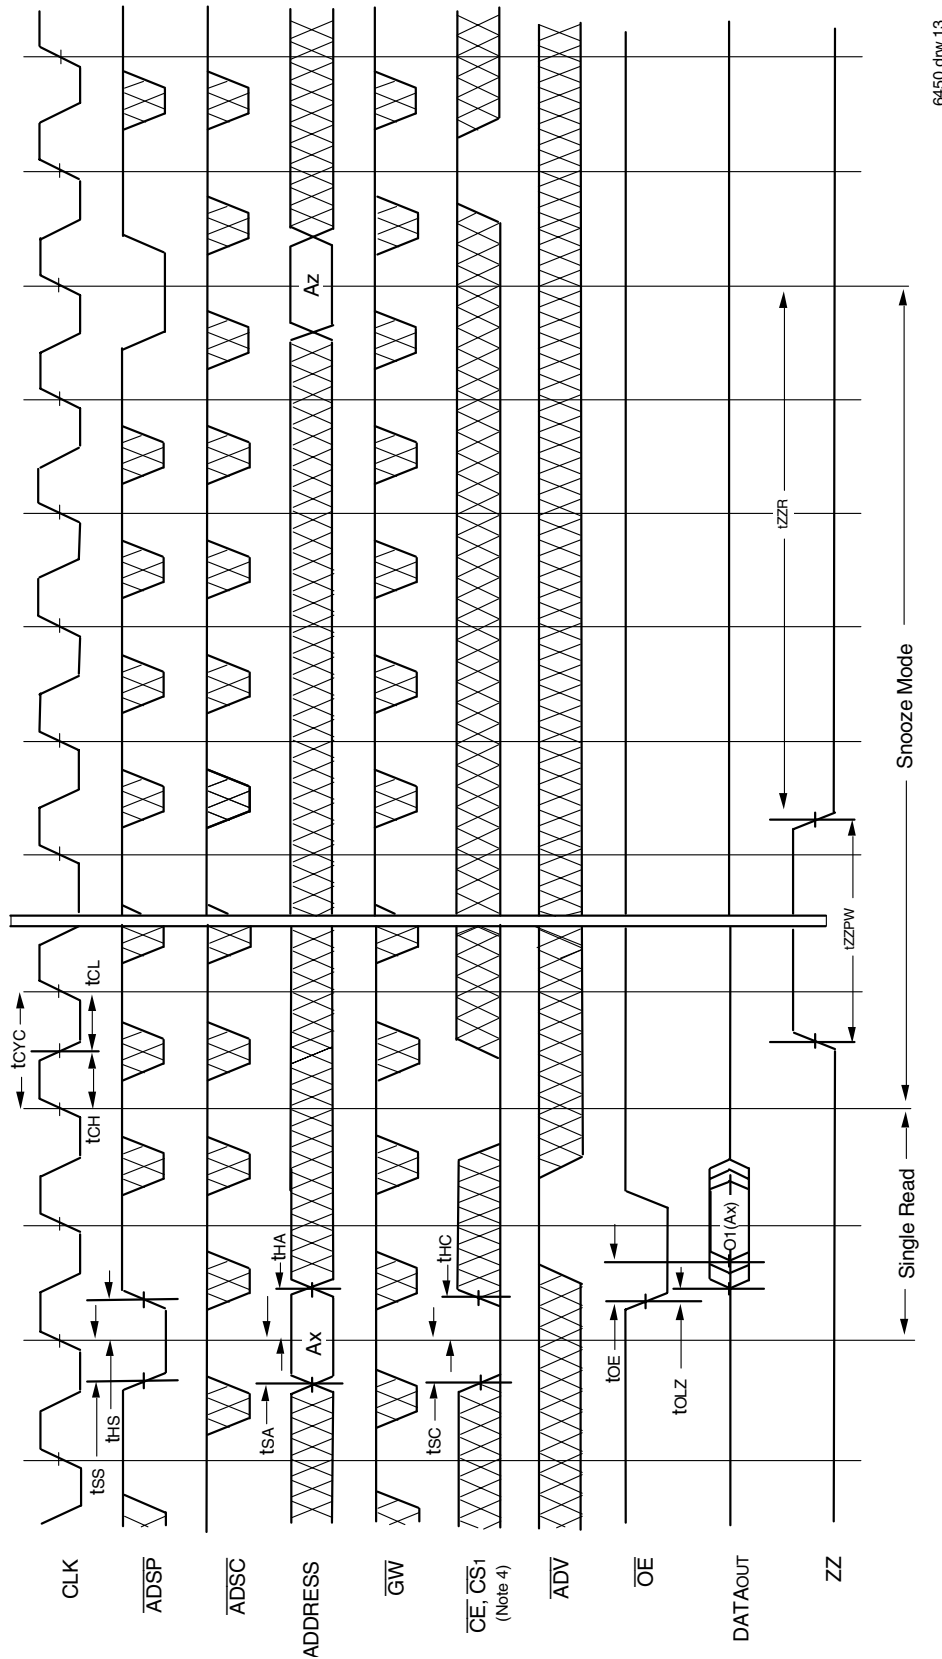 CLK
ADSP
ADSC
ADDRESS
GW
CE, CS1
(Note 4)
ADV
OE
DATAOUT
ZZ
tCYC
tCH
tCL
tSS
tHS
tSA
tHA
Ax
Az
tSC
tHC
tOE
tOLZ
O1(Ax)
tZZPW
tZZR
Single Read
Snooze Mode
6450 drw 13